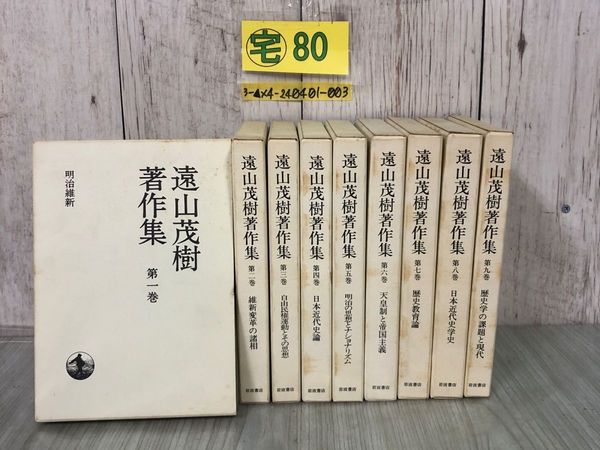 宅 80
3-▲x4-240401-003
遠山茂樹
著作集
第一巻
明治維新
遠山茂樹著作集 第二巻 維新変革の諸相 岩波書店
遠山茂樹著作集 第三巻 自由民権運動とその思想 岩波書店
遠山茂樹著作集 第四巻 日本近代史論 岩波書店
遠山茂樹著作集 第五巻 明治の思想とナショナリズム 岩波書店
遠山茂樹著作集 第六巻 天皇制と帝国主義 岩波書店
遠山茂樹著作集 第七巻 歴史教育論 岩波書店
遠山茂樹著作集 第八巻 日本近代史学史 岩波書店
遠山茂樹著作集 第九巻 歴史学の課題と現代 岩波書店